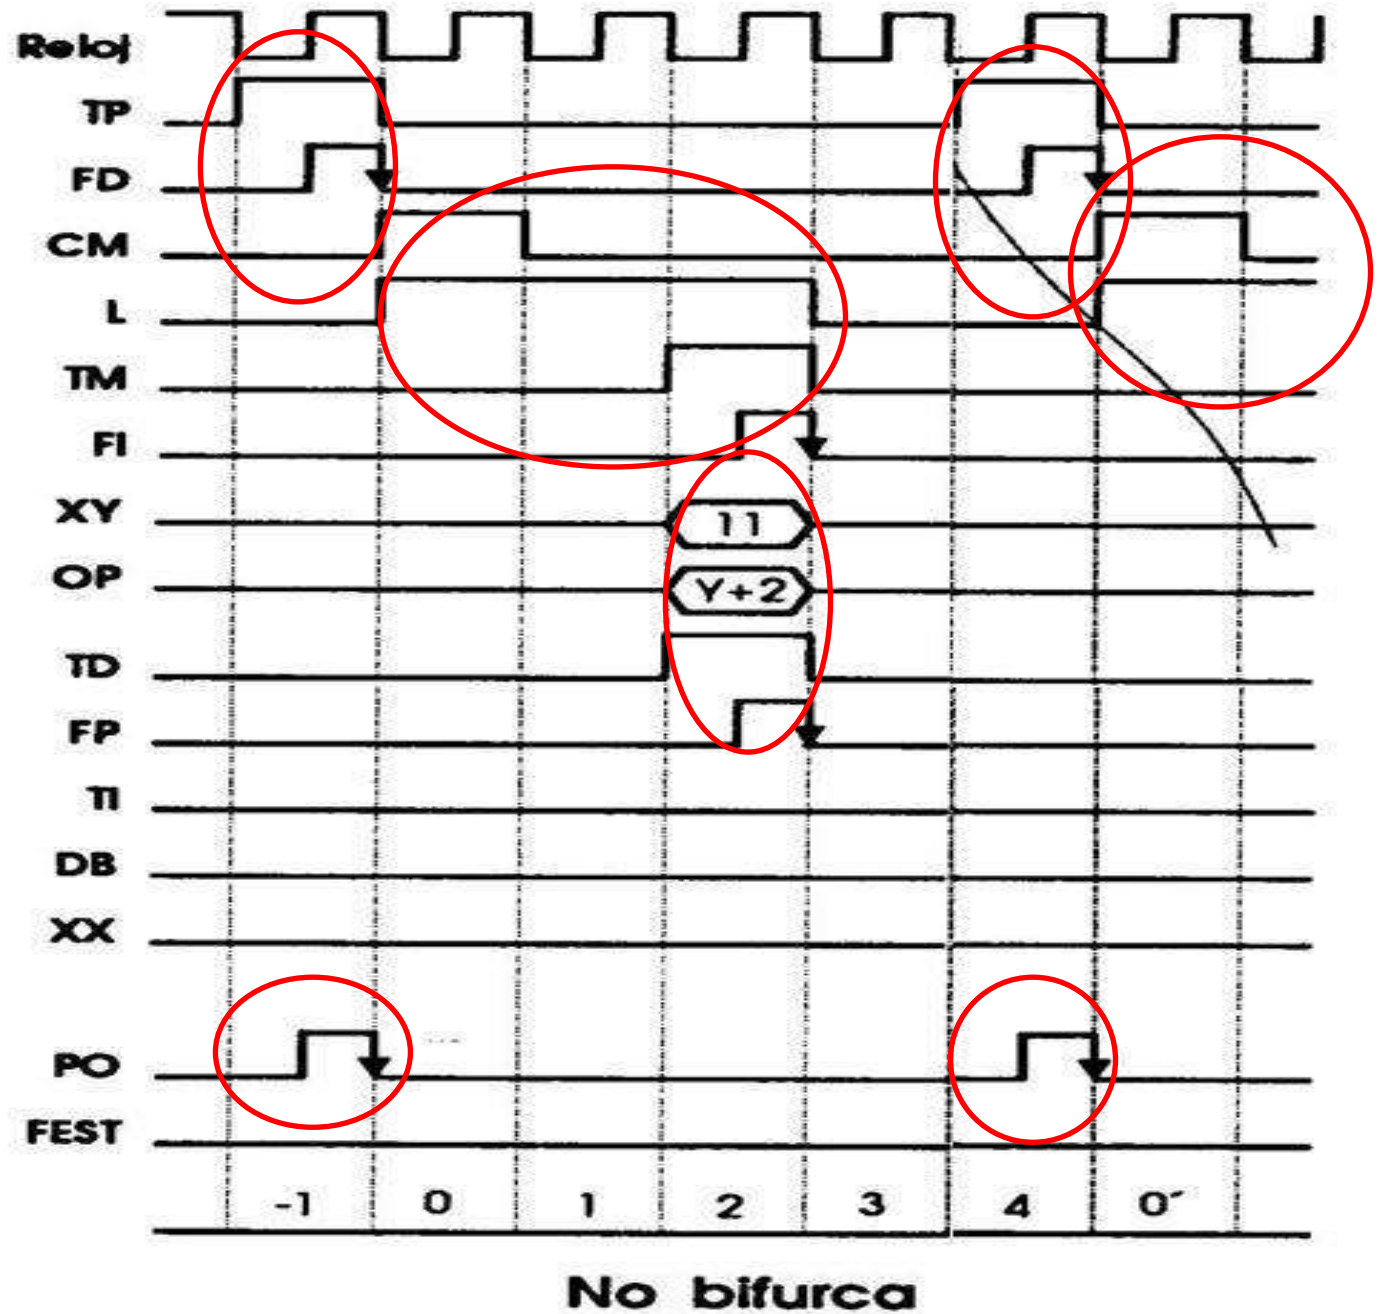 Reloj
TP
FD
CM
L
TM
FI
XY 11
OP Y+2
TD
FP
TI
DB
XX
PO
FEST
-1 0 1 2 3 4 0´
No bifurca